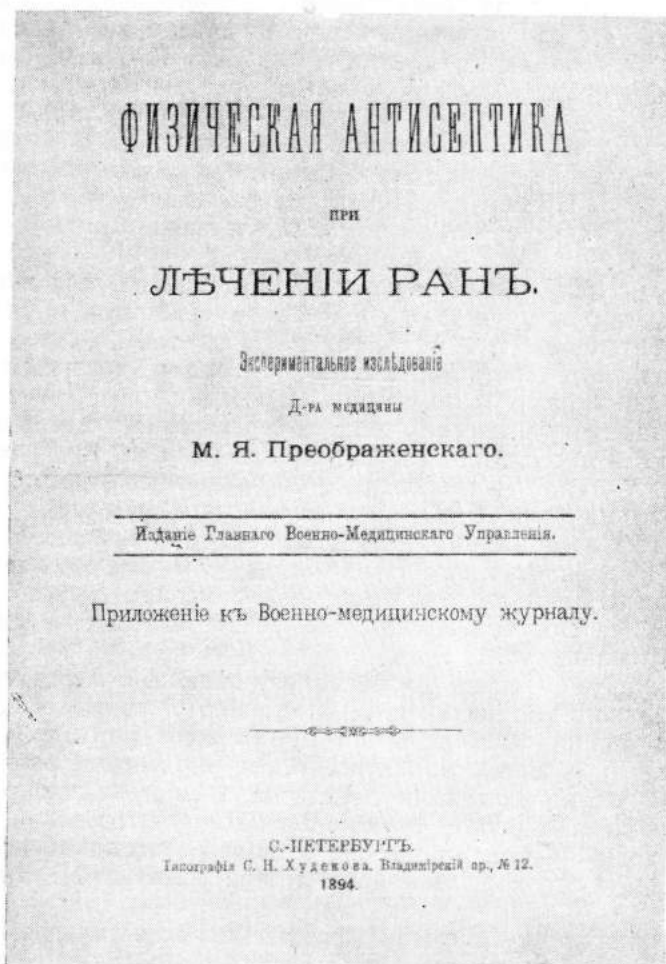 ФИЗИЧЕСКАЯ АНТИСЕПТИКА
ПРИ
ЛѢЧЕНІИ РАНЪ.
Экспериментальное изслѣдованіе
Д-РА МЕДИЦИНЫ
М. Я. Преображенскаго.
Изданіе Главнаго Военно-Медицинскаго Управленія.
Приложеніе къ Военно-медицинскому журналу.
С.-ПЕТЕРБУРГЪ.
Типографія С. Н. Худекова. Владимірскій пр., № 12.
1894.